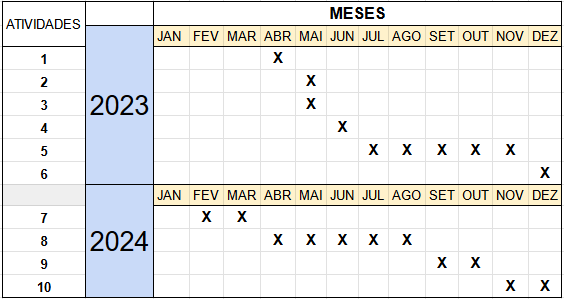 MESES
ATIVIDADES
JAN FEV MAR ABR MAI JUN JUL AGO SET OUT NOV DEZ
1 X
2 X
2023
3 X
4 X
5 X X X X X
6 X
JAN FEV MAR ABR MAI JUN JUL AGO SET OUT NOV DEZ
7 X X
2024
8 X X X X X
9 X X
10 X X